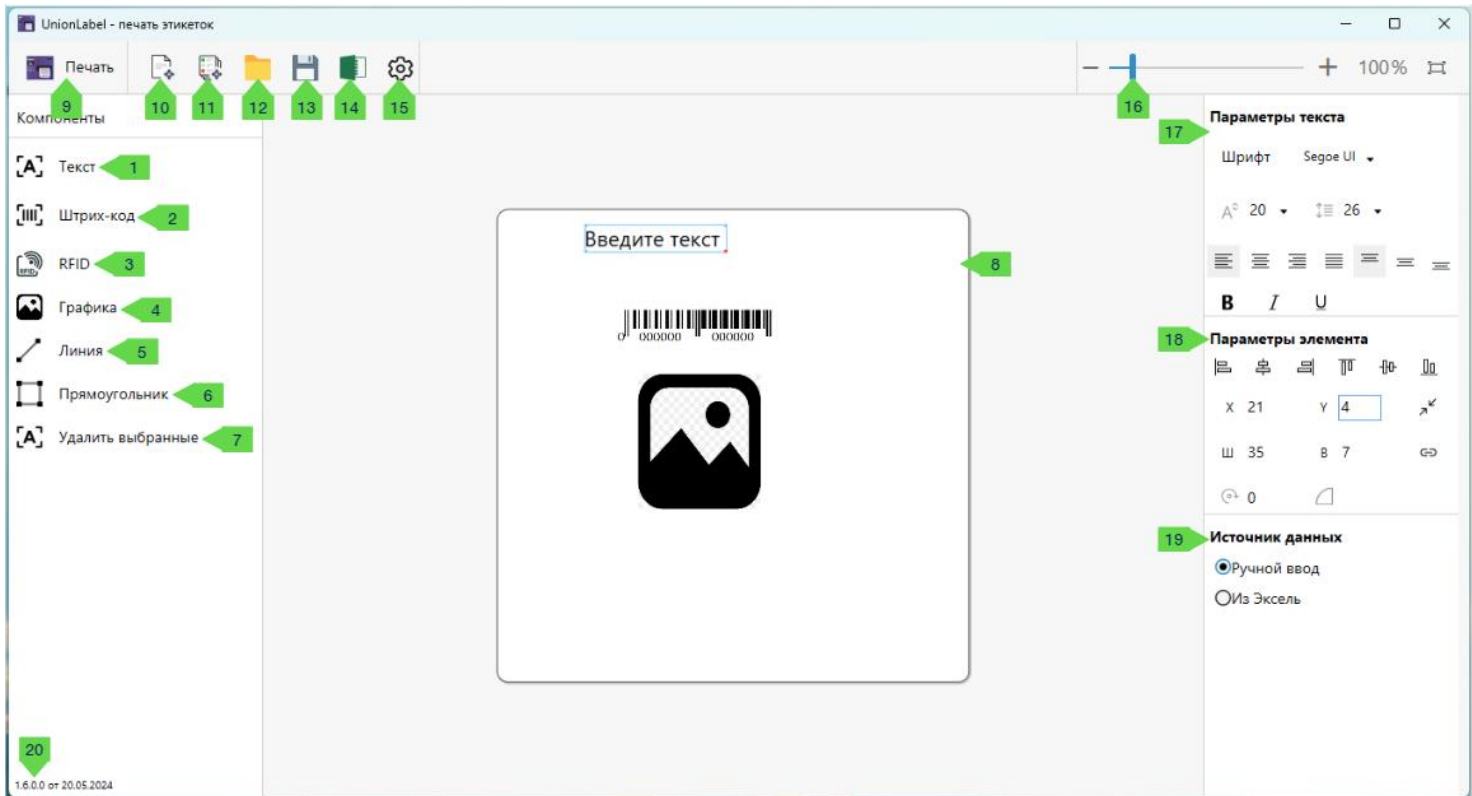 UnionLabel - печать этикеток
Печать
100%
9
10
11
12
13
14
15
16
Компоненты
Текст 1
Штрих-код 2
RFID 3
Графика 4
Линия 5
Прямоугольник 6
Удалить выбранные 7
20
1.6.0.0 от 20.05.2024
Введите текст
8
0 000000 000000
17 Параметры текста
Шрифт Segoe UI
A 20 26
B I U
18 Параметры элемента
X 21 Y 4
Ш 35 В 7
0
19 Источник данных
Ручной ввод
Из Эксель